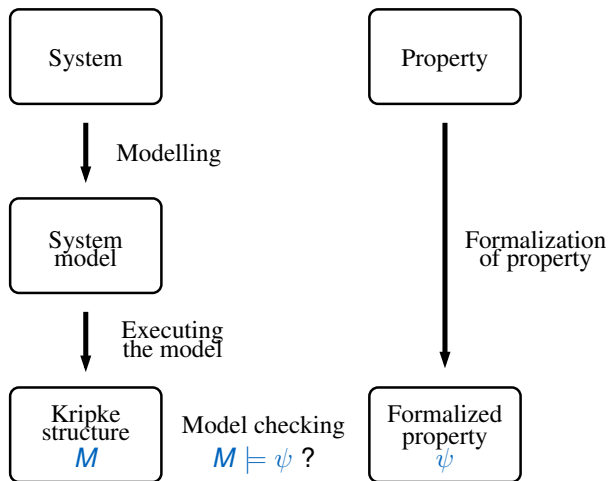 System
Property
Modelling
System
model
Formalization
of property
Executing
the model
Kripke
structure
M
Model checking
M ⊨ ψ ?
Formalized
property
ψ